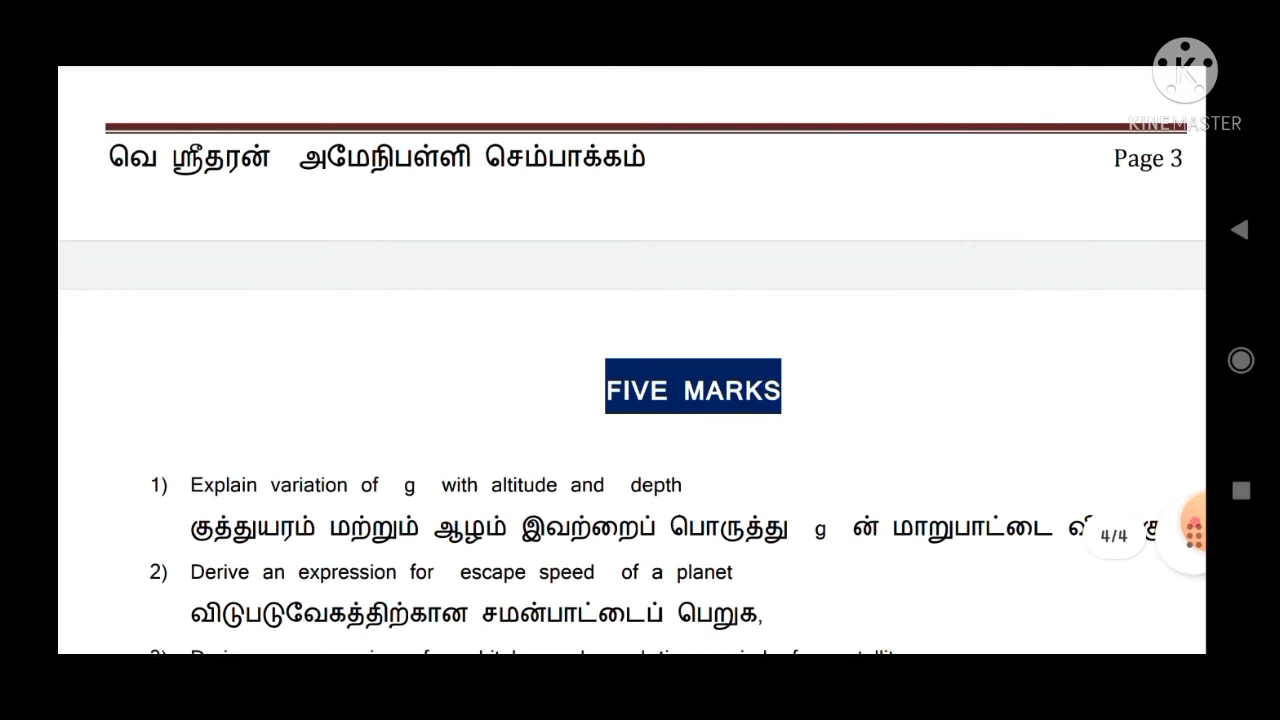 KINEMASTER
வெ ஸ்ரீதரன் அமேநிபள்ளி செம்பாக்கம் Page 3
FIVE MARKS
1) Explain variation of g with altitude and depth
குத்துயரம் மற்றும் ஆழம் இவற்றைப் பொருத்து g ன் மாறுபாட்டை
4/4
2) Derive an expression for escape speed of a planet
விடுபடுவேகத்திற்கான சமன்பாட்டைப் பெறுக,